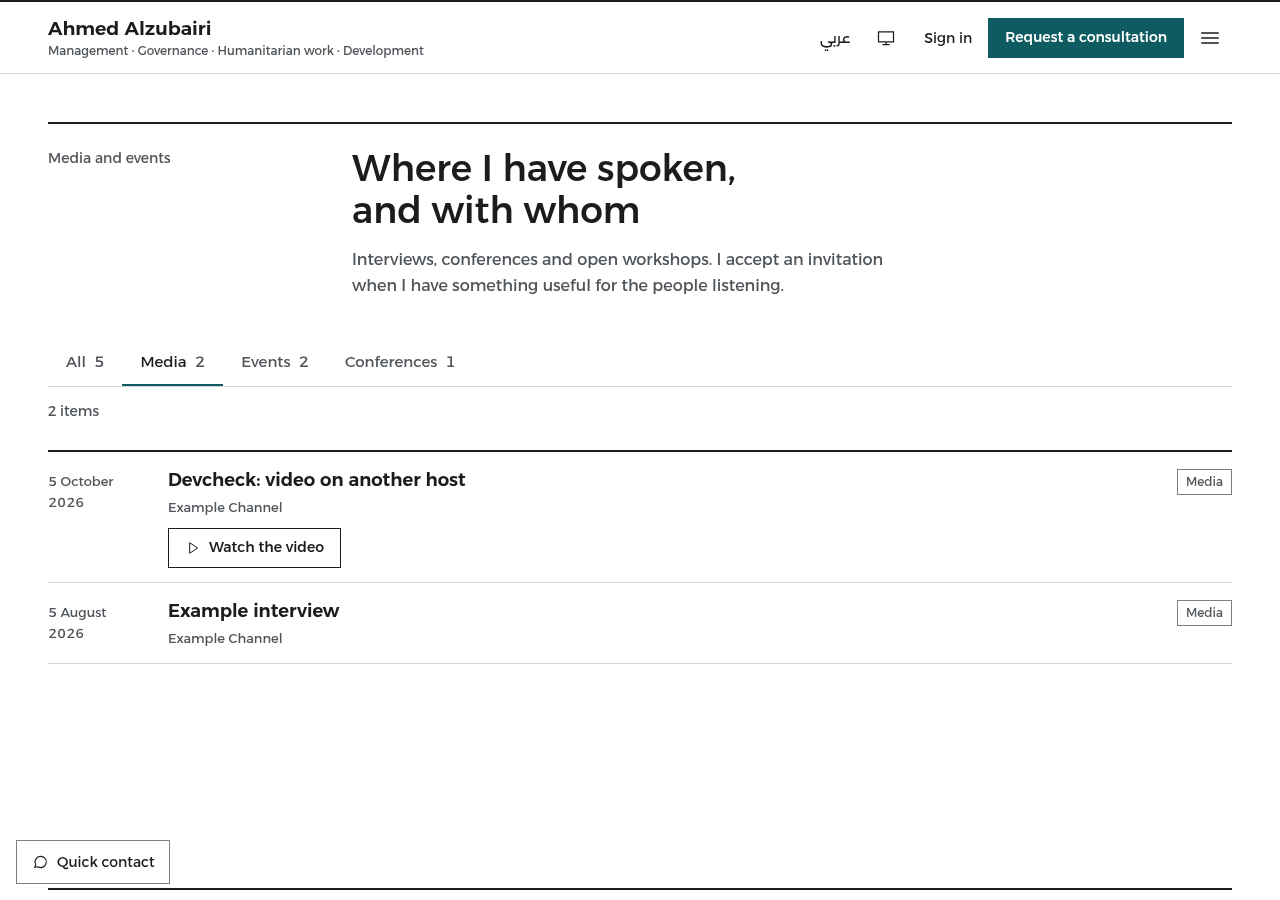 Ahmed Alzubairi
Management · Governance · Humanitarian work · Development
عربي
Sign in
Request a consultation
Media and events
Where I have spoken,
and with whom
Interviews, conferences and open workshops. I accept an invitation
when I have something useful for the people listening.
All 5
Media 2
Events 2
Conferences 1
2 items
5 October
2026
Devcheck: video on another host
Example Channel
Watch the video
Media
5 August
2026
Example interview
Example Channel
Media
Quick contact